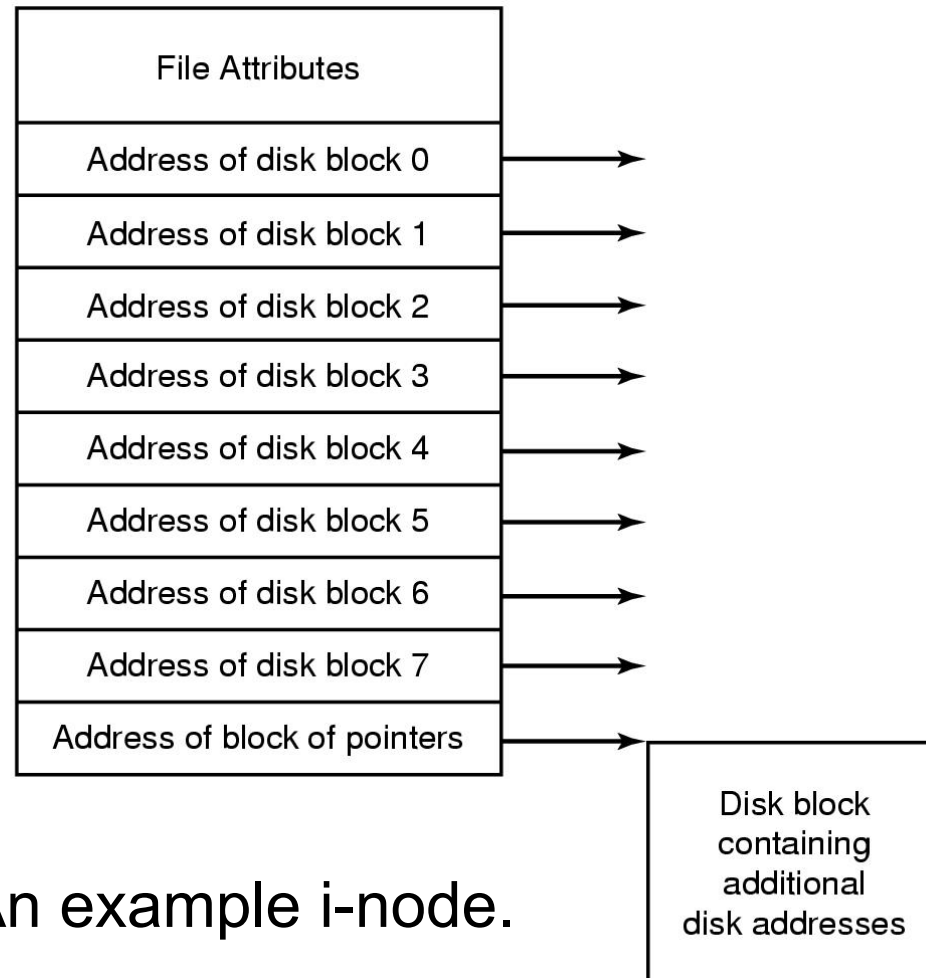 File Attributes
Address of disk block 0
Address of disk block 1
Address of disk block 2
Address of disk block 3
Address of disk block 4
Address of disk block 5
Address of disk block 6
Address of disk block 7
Address of block of pointers
Disk block
containing
additional
disk addresses
An example i-node.